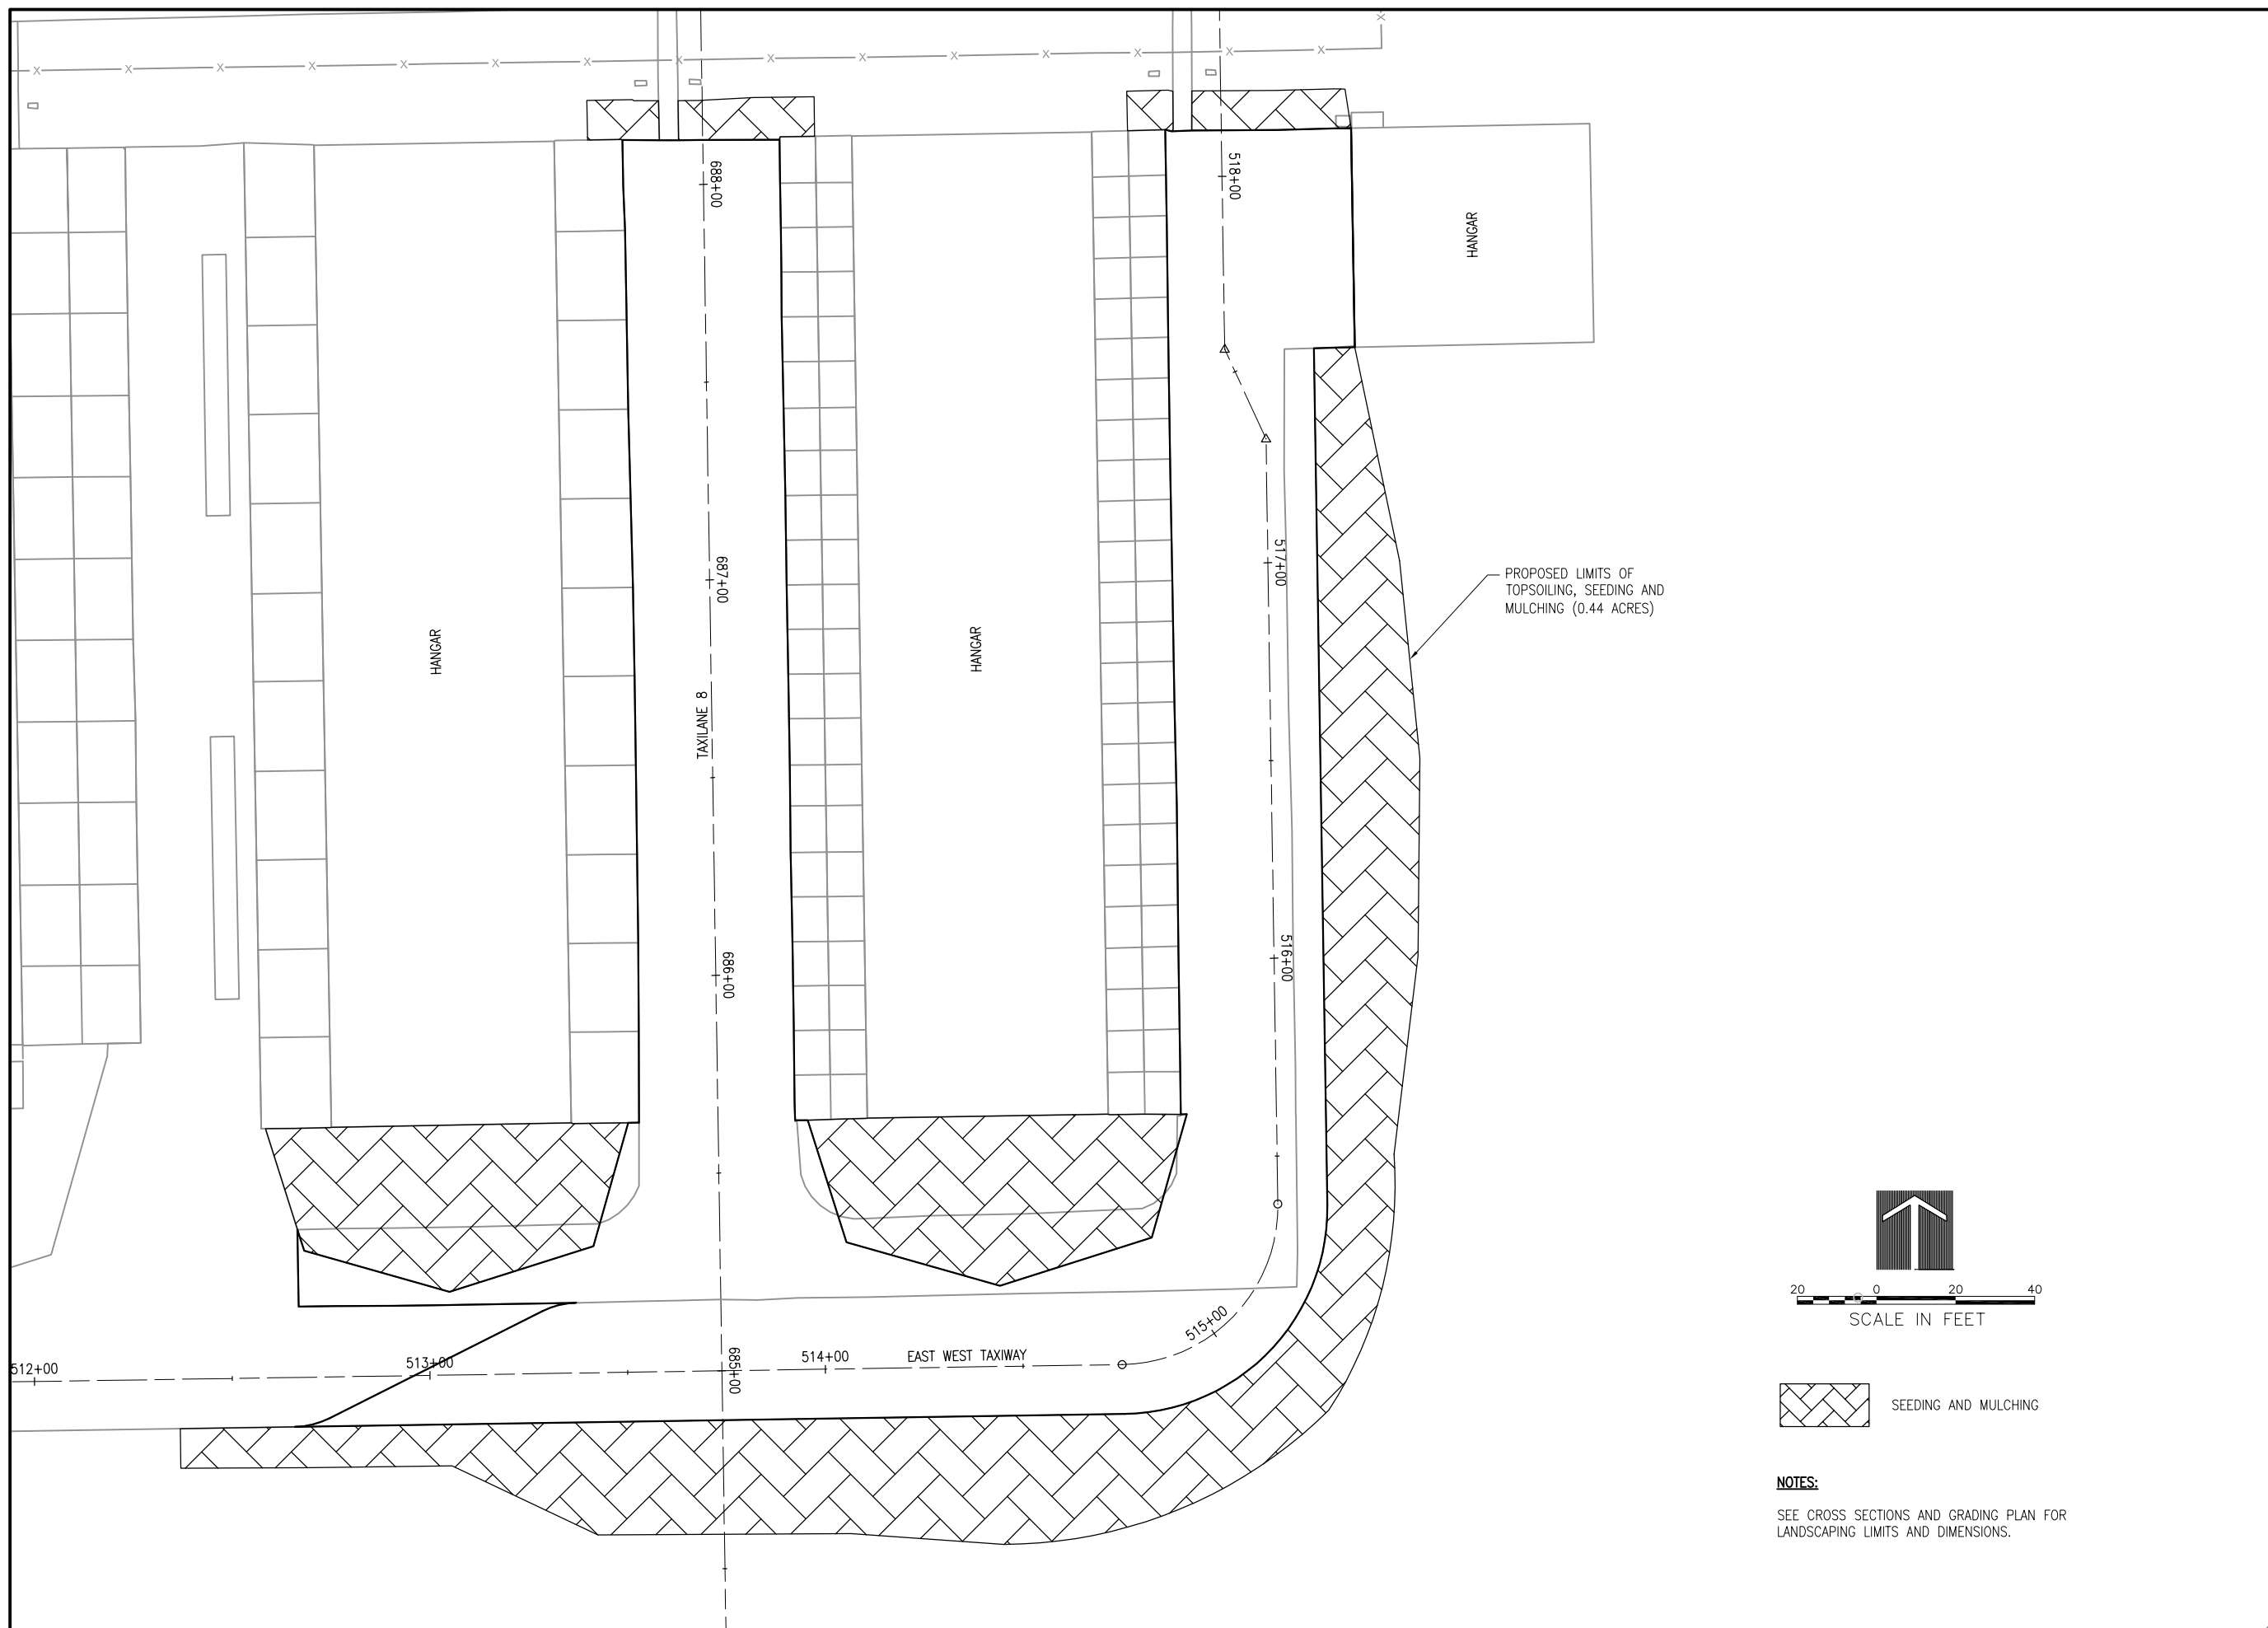 688+00
518+00
HANGAR
517+00
687+00
PROPOSED LIMITS OF
TOPSOILING, SEEDING AND
MULCHING (0.44 ACRES)
HANGAR
HANGAR
TAXILANE 8
686+00
516+00
20 0 20 40
SCALE IN FEET
515+00
512+00
513+00
685+00
514+00
EAST WEST TAXIWAY
SEEDING AND MULCHING
NOTES:
SEE CROSS SECTIONS AND GRADING PLAN FOR
LANDSCAPING LIMITS AND DIMENSIONS.